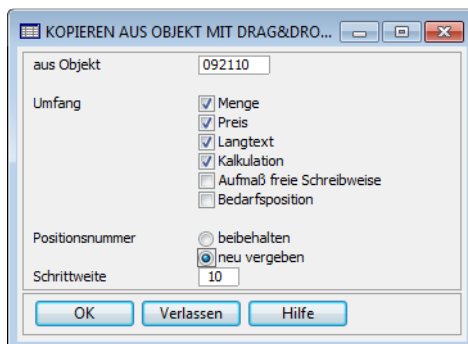 KOPIEREN AUS OBJEKT MIT DRAG&DRO...
aus Objekt 092110
Umfang Menge
Preis
Langtext
Kalkulation
Aufmaß freie Schreibweise
Bedarfsposition
Positionsnummer beibehalten
neu vergeben
Schrittweite 10
OK Verlassen Hilfe